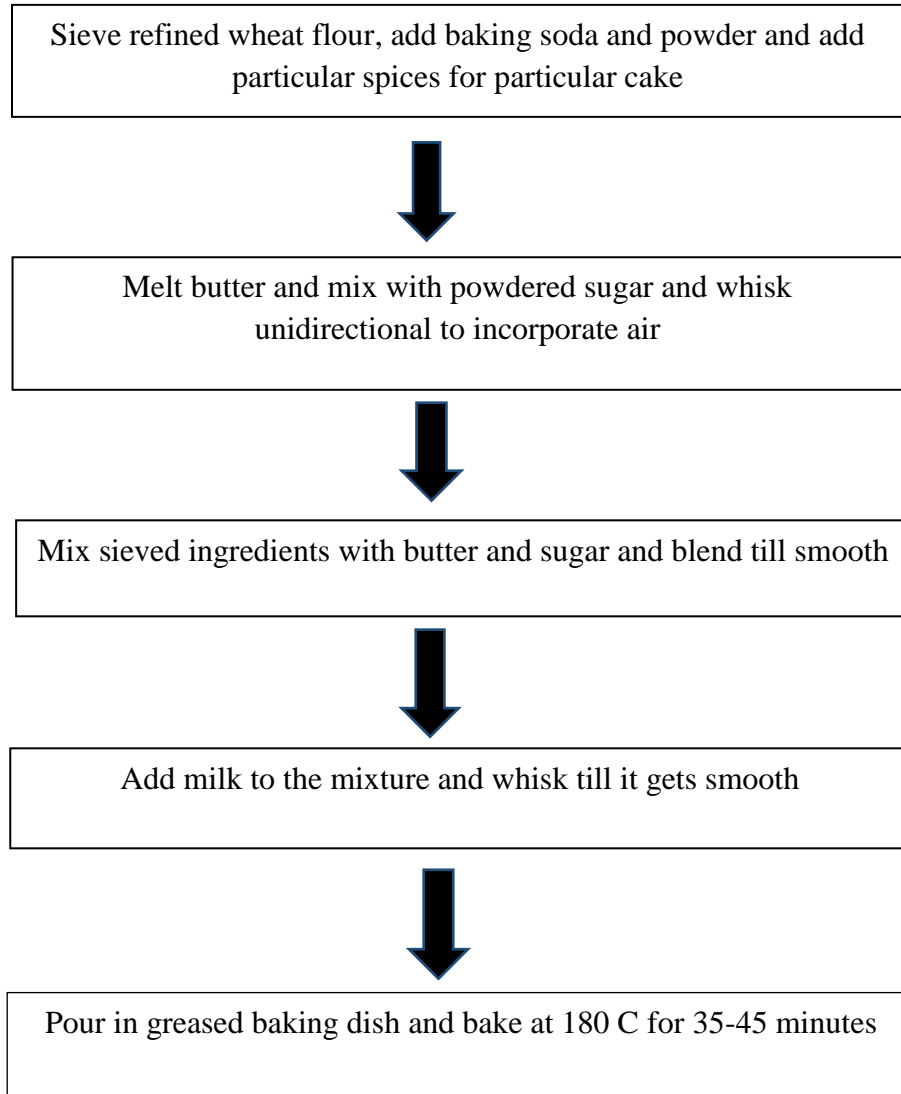 Sieve refined wheat flour, add baking soda and powder and add
particular spices for particular cake
Melt butter and mix with powdered sugar and whisk
unidirectional to incorporate air
Mix sieved ingredients with butter and sugar and blend till smooth
Add milk to the mixture and whisk till it gets smooth
Pour in greased baking dish and bake at 180 C for 35-45 minutes